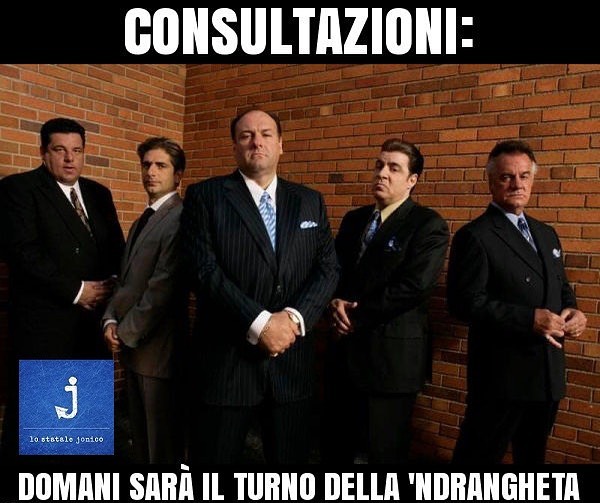 CONSULTAZIONI:
lo statale jonico
DOMANI SARÀ IL TURNO DELLA 'NDRANGHETA